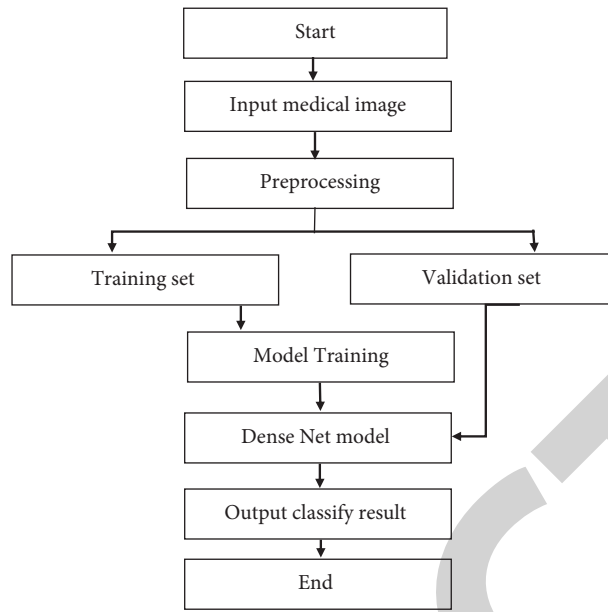 Start
Input medical image
Preprocessing
Training set
Validation set
Model Training
Dense Net model
Output classify result
End